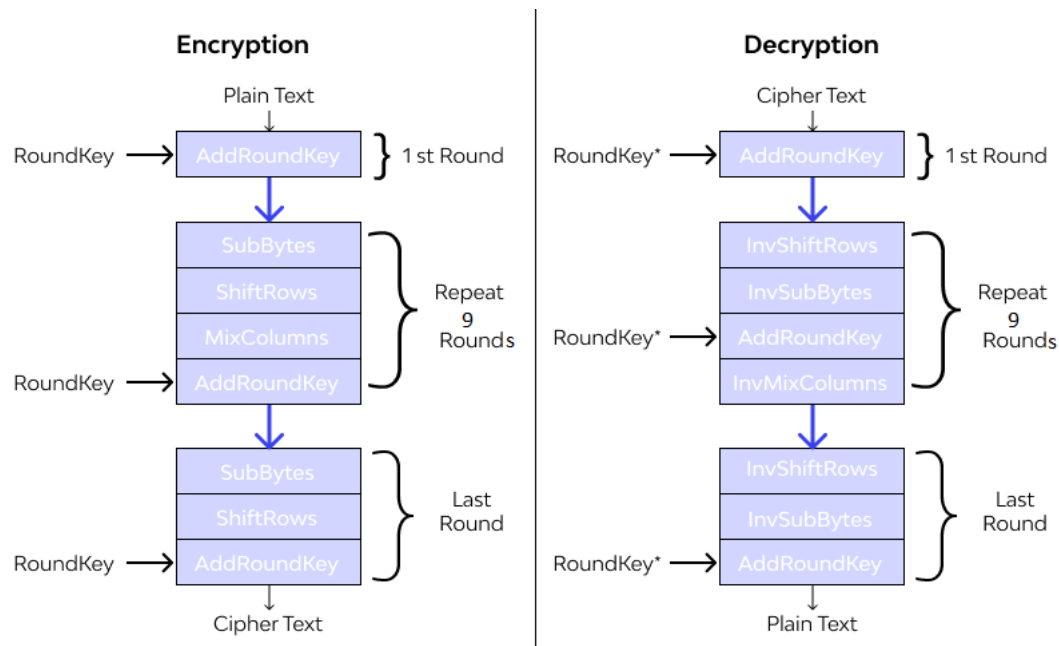 Encryption
Plain Text
RoundKey
AddRoundKey
1 st Round
SubBytes
ShiftRows
MixColumns
RoundKey
AddRoundKey
Repeat
9
Rounds
SubBytes
ShiftRows
RoundKey
AddRoundKey
Last
Round
Cipher Text
Decryption
Cipher Text
RoundKey*
AddRoundKey
1 st Round
InvShiftRows
InvSubBytes
RoundKey*
AddRoundKey
InvMixColumns
Repeat
9
Rounds
InvShiftRows
InvSubBytes
RoundKey*
AddRoundKey
Last
Round
Plain Text